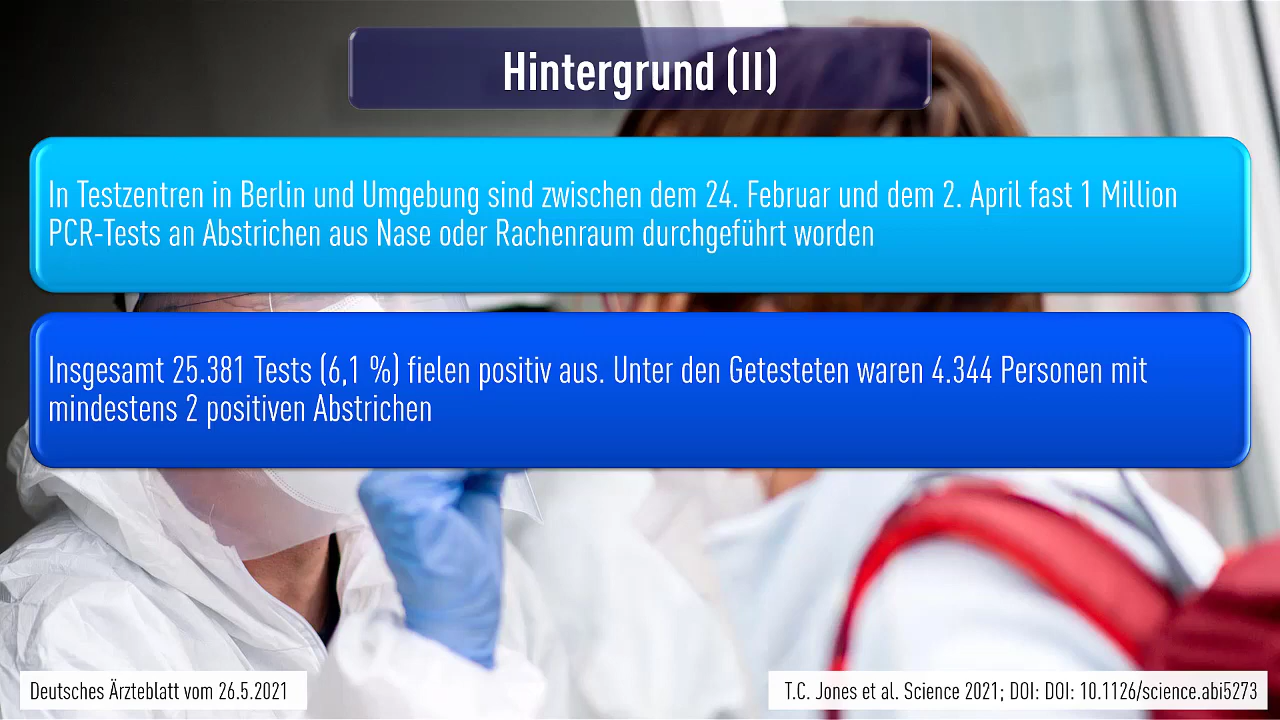 Hintergrund (II)
In Testzentren in Berlin und Umgebung sind zwischen dem 24. Februar und dem 2. April fast 1 Million
PCR-Tests an Abstrichen aus Nase oder Rachenraum durchgeführt worden
Insgesamt 25.381 Tests (6,1 %) fielen positiv aus. Unter den Getesteten waren 4.344 Personen mit
mindestens 2 positiven Abstrichen
Deutsches Ärzteblatt vom 26.5.2021
T.C. Jones et al. Science 2021; DOI: DOI: 10.1126/science.abi5273